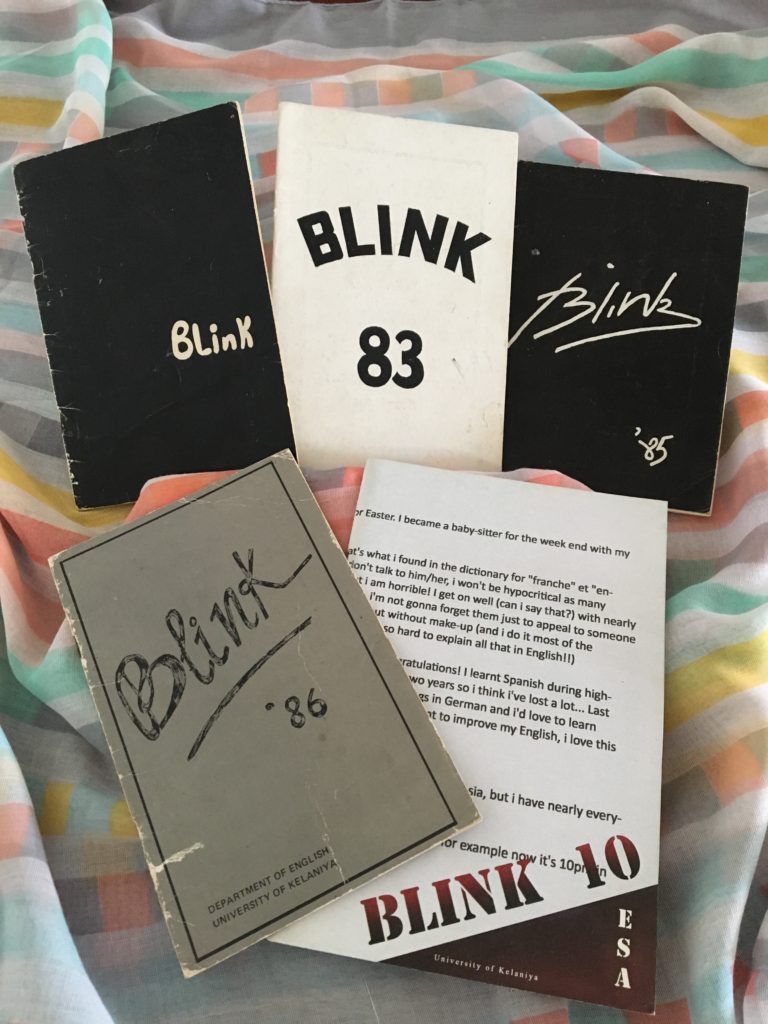 BLinK
BLINK
83
Blink
'85
Blink
'86
DEPARTMENT OF ENGLISH
UNIVERSITY OF KELANIYA
or Easter. I became a baby-sitter for the week end with my
at's what i found in the dictionary for "franche" et "en-
don't talk to him/her, i won't be hypocritical as many
t i am horrible! I get on well (can i say that?) with nearly
i'm not gonna forget them just to appeal to someone
ut without make-up (and i do it most of the
so hard to explain all that in English!!)
gratulations! I learnt Spanish during high-
wo years so i think i've lost a lot... Last
gs in German and i'd love to learn
nt to improve my English, i love this
sia, but i have nearly every-
or example now it's 10pm in
BLINK 10
ESA
University of Kelaniya